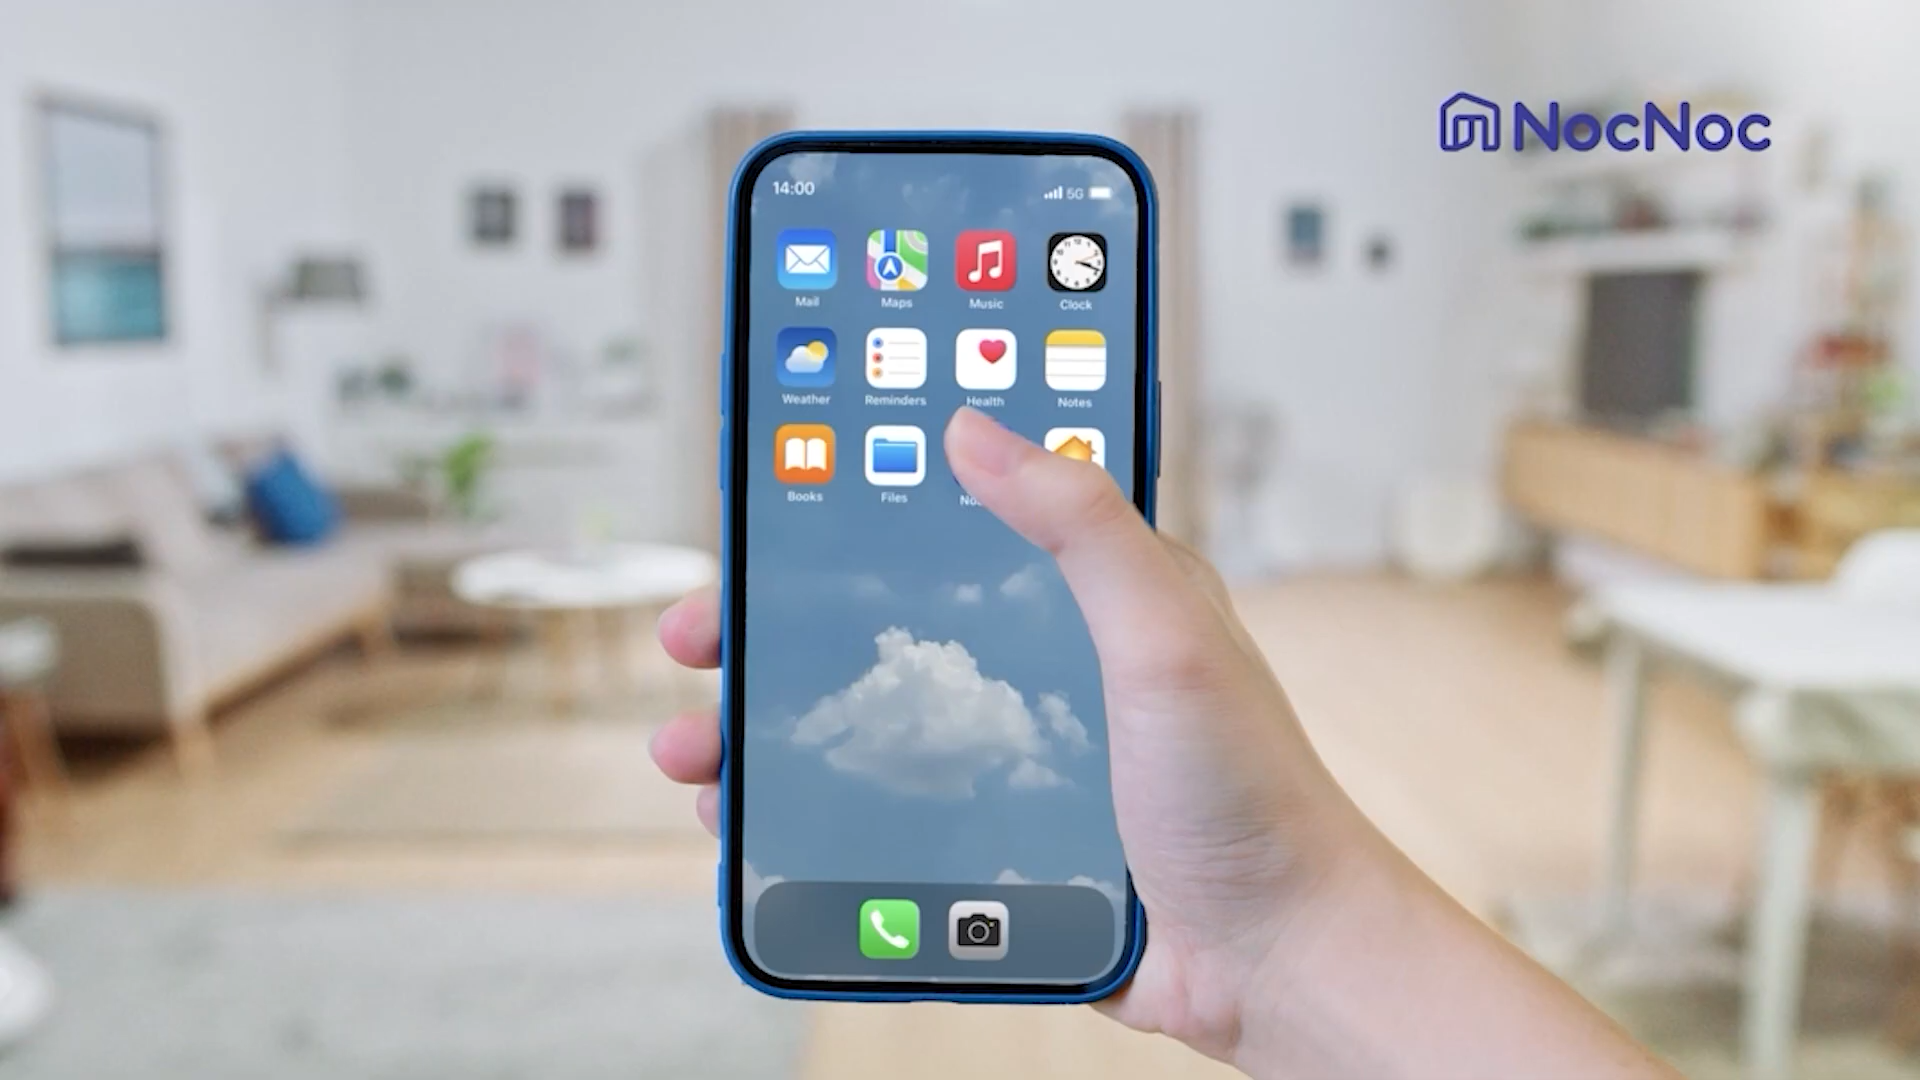 NocNoc
14:00
5G
Mail
Maps
Music
Clock
Weather
Reminders
Health
Notes
Books
Files